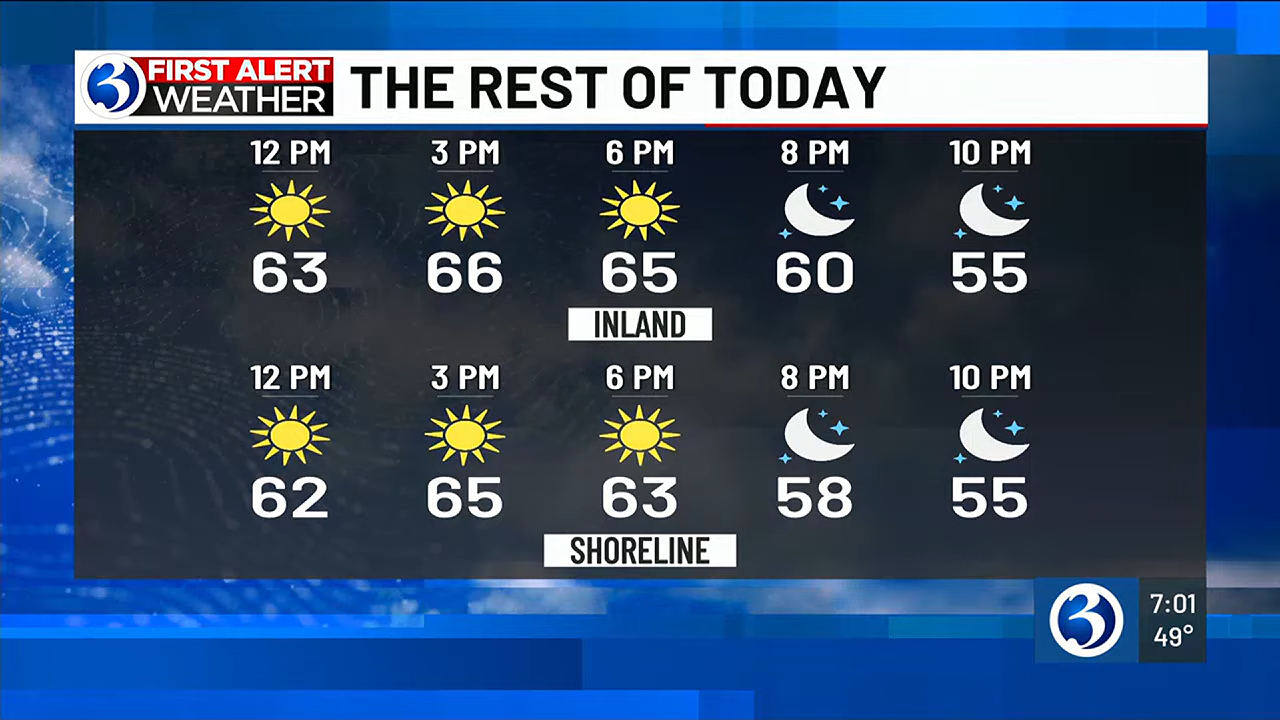 3 FIRST ALERT
WEATHER
THE REST OF TODAY
12 PM 3 PM 6 PM 8 PM 10 PM
63 66 65 60 55
INLAND
12 PM 3 PM 6 PM 8 PM 10 PM
62 65 63 58 55
SHORELINE
3 7:01
49°